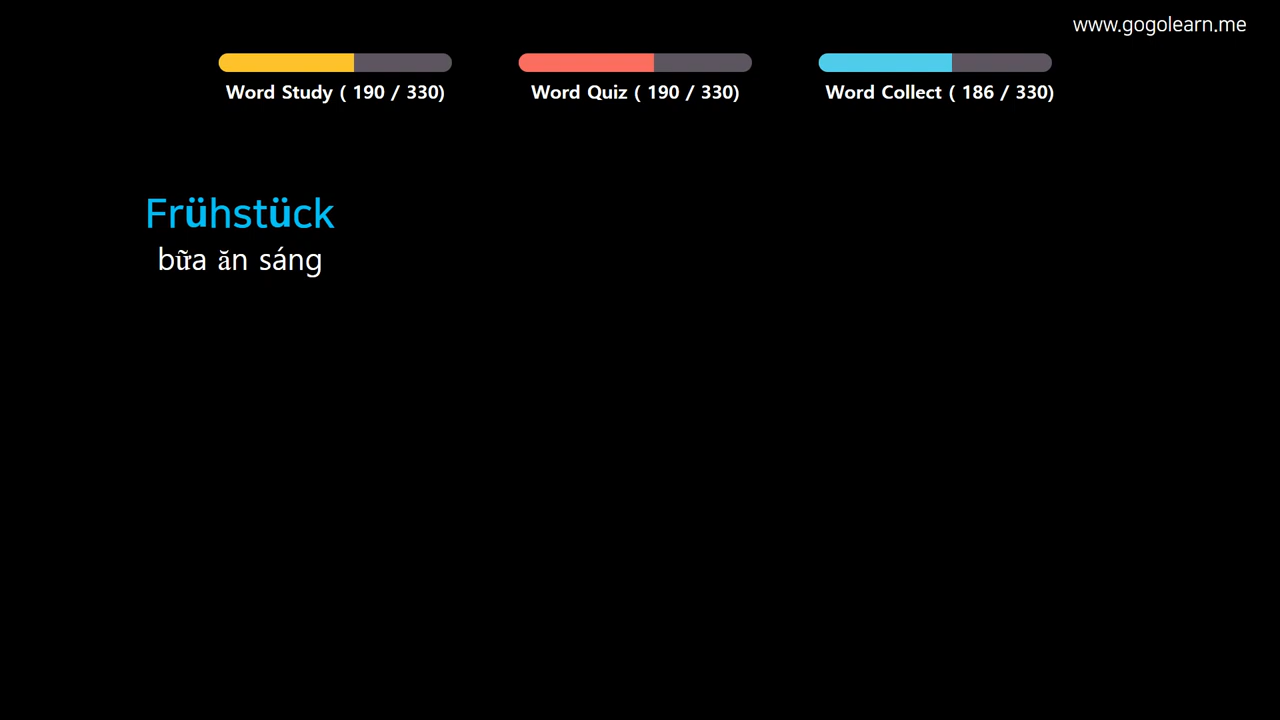 www.gogolearn.me
Word Study ( 190 / 330)
Word Quiz ( 190 / 330)
Word Collect ( 186 / 330)
Frühstück
bữa ăn sáng